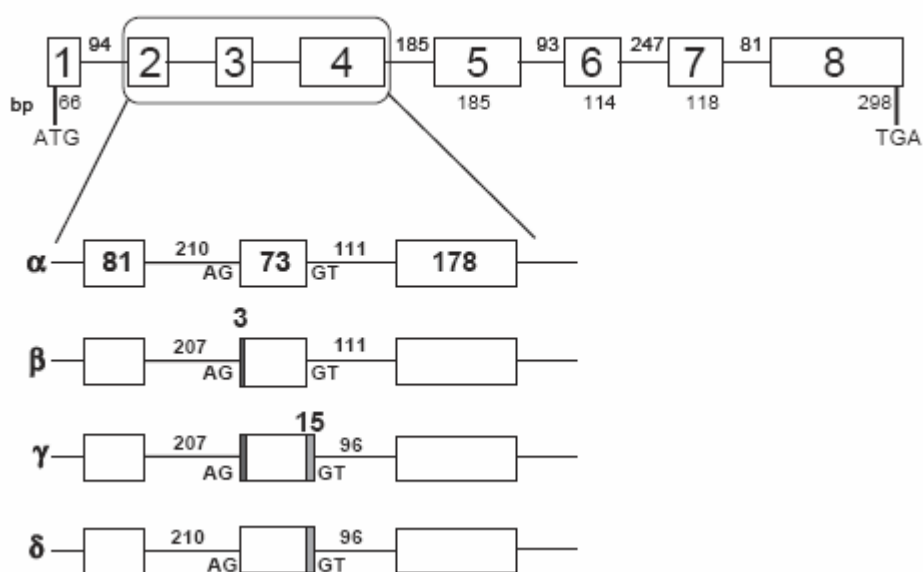 94 185 93 247 81
1 2 3 4 5 6 7 8
bp 66 185 114 118 298
ATG TGA
210 111
α 81 AG 73 GT 178
3
207 111
β AG GT
15
207 96
γ AG GT
210 96
δ AG GT